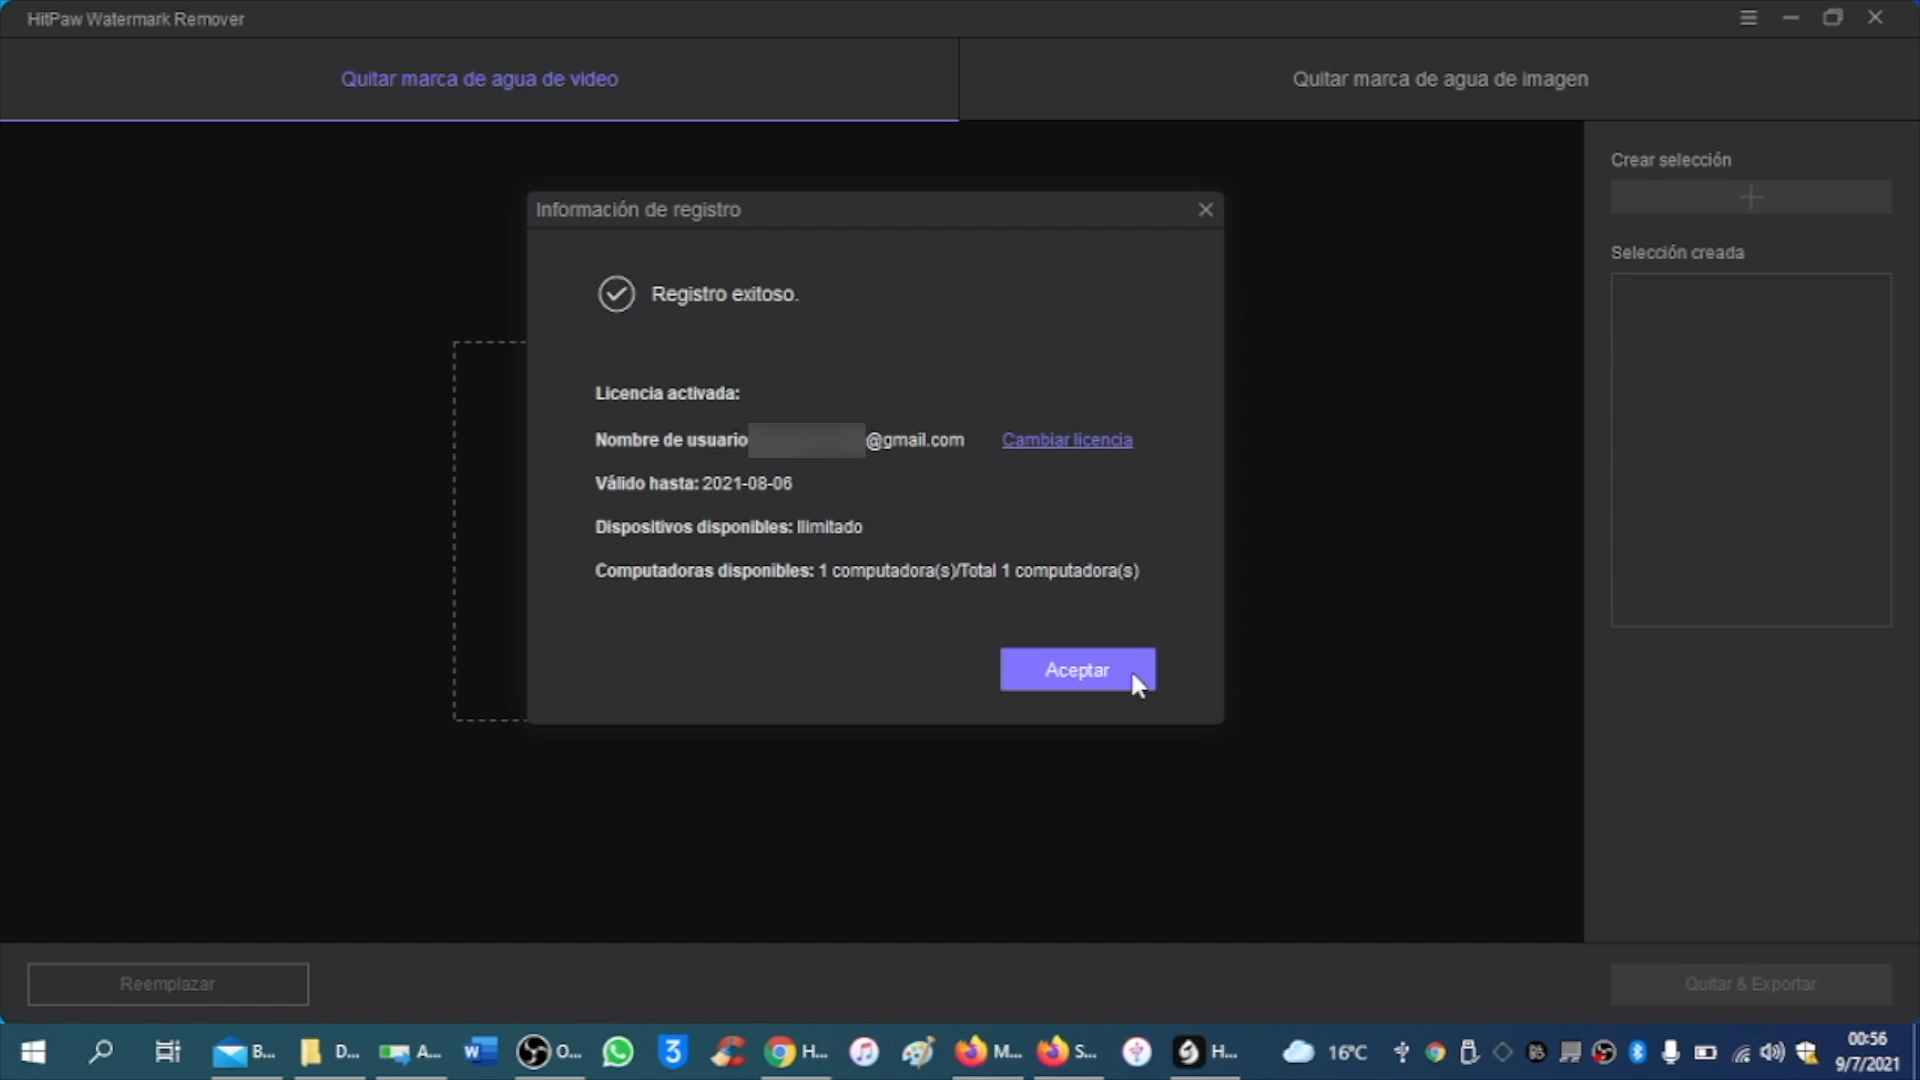 HitPaw Watermark Remover
Quitar marca de agua de video
Quitar marca de agua de imagen
Crear selección
Selección creada
Información de registro
Registro exitoso.
Licencia activada:
Nombre de usuario @gmail.com Cambiar licencia
Válido hasta: 2021-08-06
Dispositivos disponibles: Ilimitado
Computadoras disponibles: 1 computadora(s)/Total 1 computadora(s)
Aceptar
Reemplazar
Quitar & Exportar
B... D... A... O... H... M... S... H... 16°C
00:56
9/7/2021